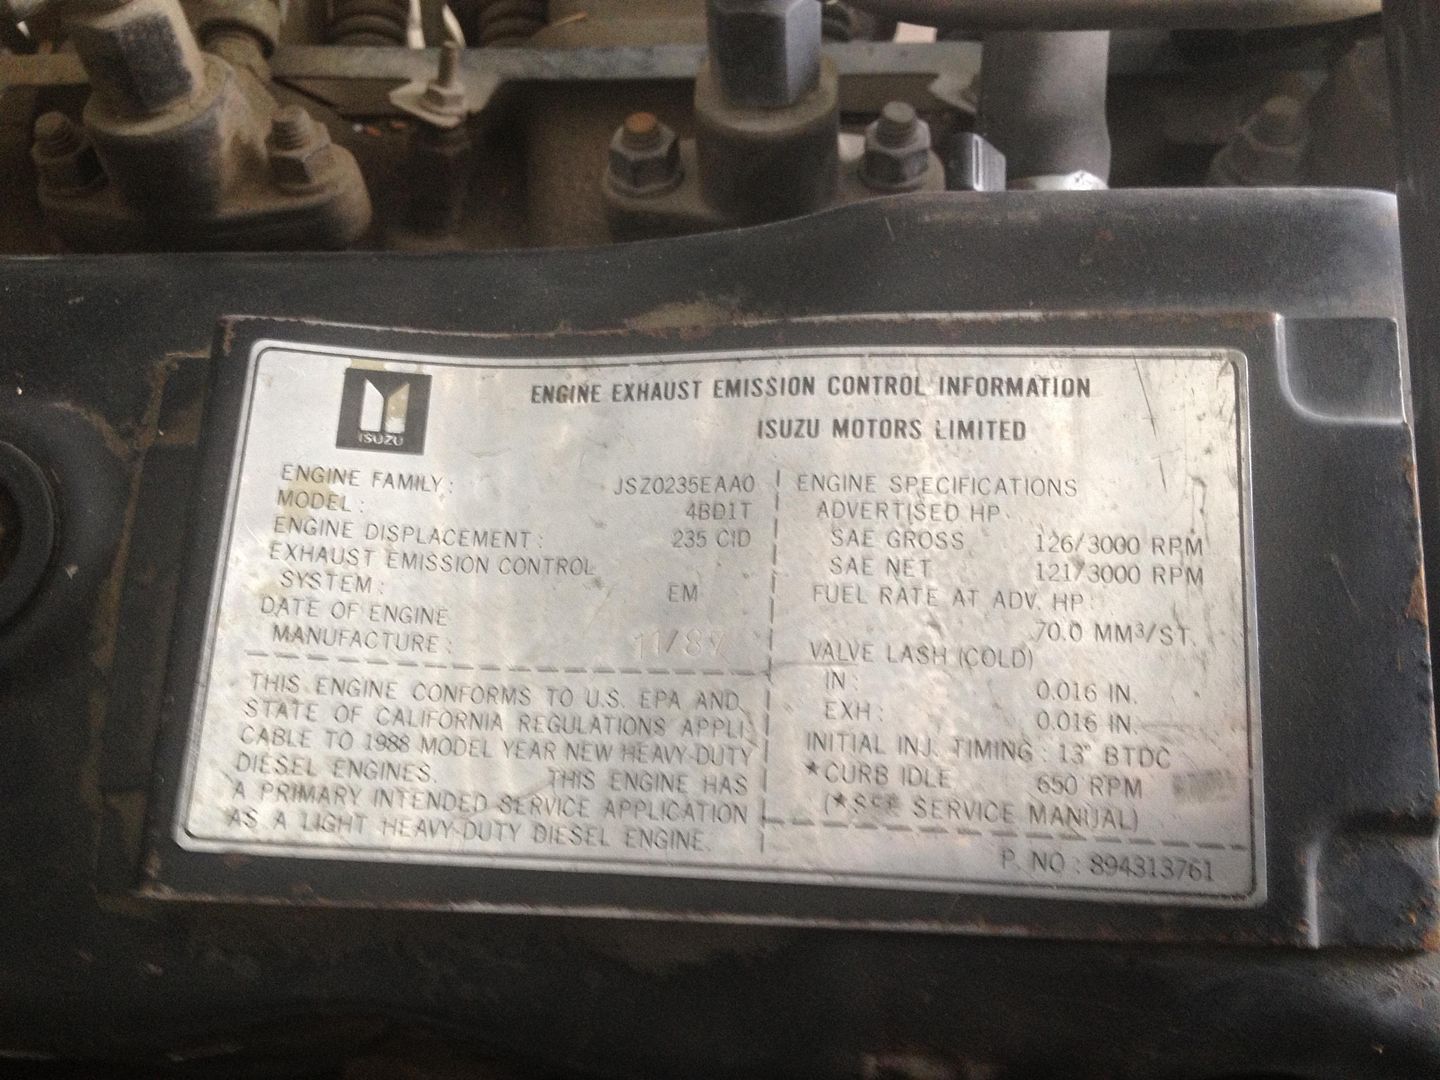 ISUZU
ENGINE EXHAUST EMISSION CONTROL INFORMATION
ISUZU MOTORS LIMITED
ENGINE FAMILY: JSZ0235EAA0
MODEL: 4BD1T
ENGINE DISPLACEMENT: 235 CID
EXHAUST EMISSION CONTROL
SYSTEM: EM
DATE OF ENGINE
MANUFACTURE: 11/87
THIS ENGINE CONFORMS TO U.S. EPA AND
STATE OF CALIFORNIA REGULATIONS APPLI-
CABLE TO 1988 MODEL YEAR NEW HEAVY-DUTY
DIESEL ENGINES. THIS ENGINE HAS
A PRIMARY INTENDED SERVICE APPLICATION
AS A LIGHT HEAVY-DUTY DIESEL ENGINE.
ENGINE SPECIFICATIONS
ADVERTISED HP
SAE GROSS 126/3000 RPM
SAE NET 121/3000 RPM
FUEL RATE AT ADV. HP:
70.0 MM³/ST.
VALVE LASH (COLD)
IN: 0.016 IN.
EXH: 0.016 IN.
INITIAL INJ. TIMING: 13° BTDC
*CURB IDLE 650 RPM
(*SEE SERVICE MANUAL)
P. NO: 894313761